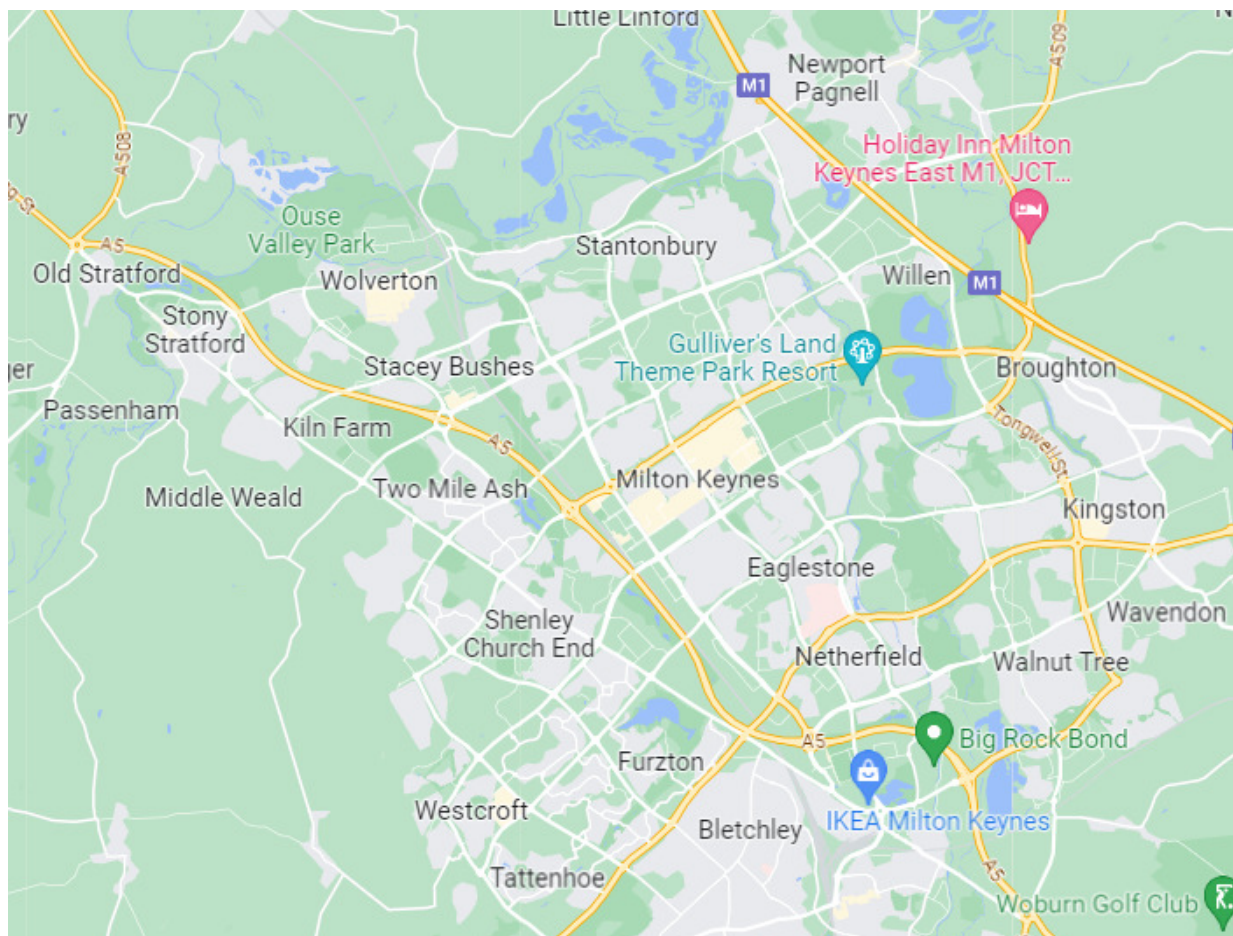 Little Linford
N
Newport
Pagnell
M1
A509
ry
A508
Holiday Inn Milton
Keynes East M1, JCT...
Ouse
Valley Park
A5
Stantonbury
Old Stratford
Wolverton
Willen
M1
Stony
Stratford
Gulliver's Land
Theme Park Resort
Stacey Bushes
Broughton
ger
Passenham
Kiln Farm
A5
Tongwell St
Milton Keynes
Two Mile Ash
Middle Weald
Kingston
Eaglestone
Shenley
Church End
Wavendon
Netherfield
Walnut Tree
A5
Big Rock Bond
Furzton
Westcroft
IKEA Milton Keynes
Bletchley
Tattenhoe
A5
Woburn Golf Club